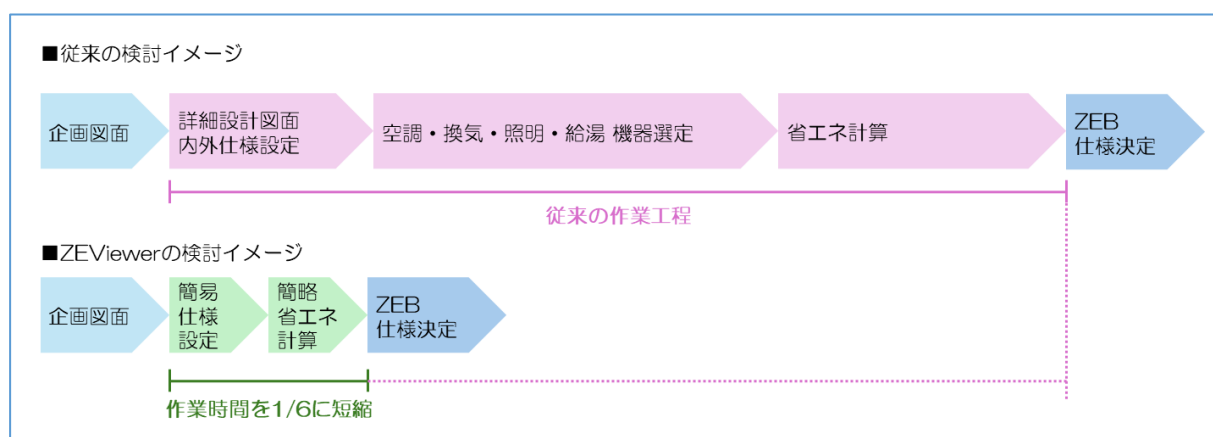 ■従来の検討イメージ
企画図面
詳細設計図面
内外仕様設定
空調・換気・照明・給湯 機器選定
省エネ計算
ZEB
仕様決定
従来の作業工程
■ZEViewerの検討イメージ
企画図面
簡易
仕様
設定
簡略
省エネ
計算
ZEB
仕様決定
作業時間を1/6に短縮